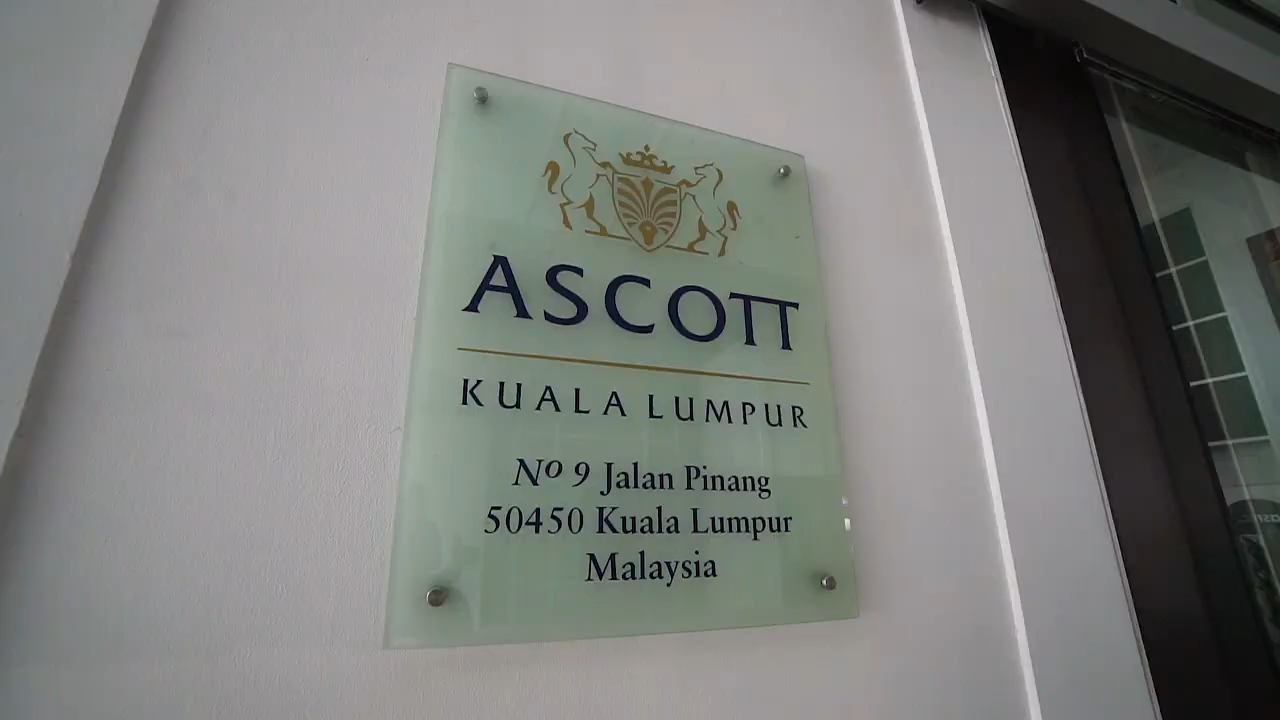 ASCOTT
KUALA LUMPUR
Nº 9 Jalan Pinang
50450 Kuala Lumpur
Malaysia